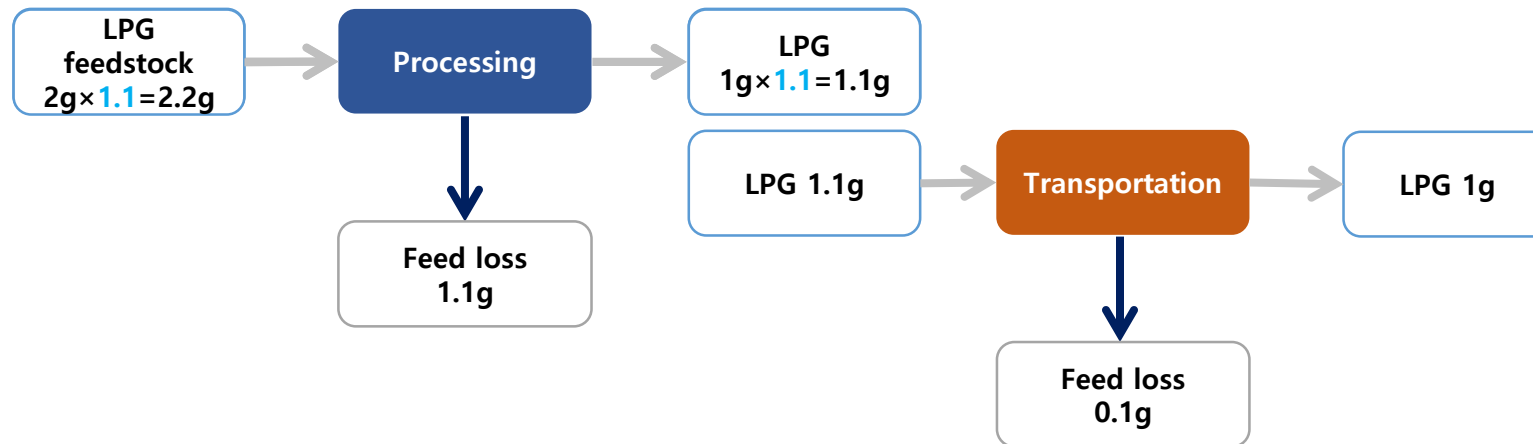 LPG
feedstock
2g×1.1=2.2g
Processing
LPG
1g×1.1=1.1g
Feed loss
1.1g
LPG 1.1g
Transportation
LPG 1g
Feed loss
0.1g